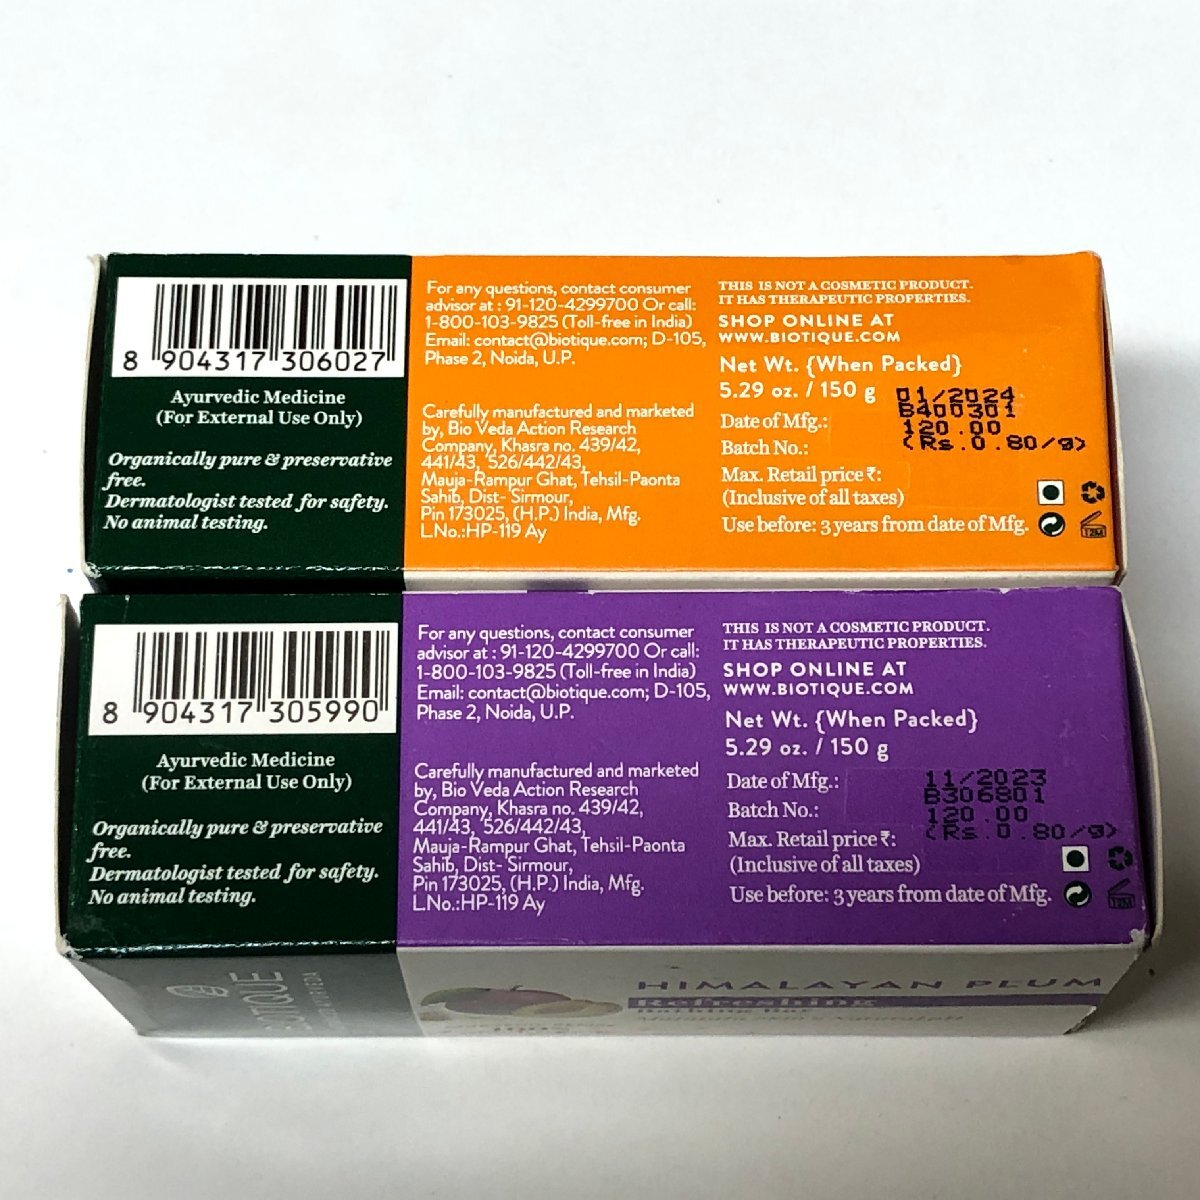 8 904317 306027
Ayurvedic Medicine
(For External Use Only)
Organically pure & preservative
free.
Dermatologist tested for safety.
No animal testing.
For any questions, contact consumer
advisor at : 91-120-4299700 Or call:
1-800-103-9825 (Toll-free in India)
Email: contact@biotique.com; D-105,
Phase 2, Noida, U.P.
Carefully manufactured and marketed
by, Bio Veda Action Research
Company, Khasra no. 439/42,
441/43, 526/442/43,
Mauja-Rampur Ghat, Tehsil-Paonta
Sahib, Dist- Sirmour,
Pin 173025, (H.P.) India, Mfg.
L.No.:HP-119 Ay
THIS IS NOT A COSMETIC PRODUCT.
IT HAS THERAPEUTIC PROPERTIES.
SHOP ONLINE AT
WWW.BIOTIQUE.COM
Net Wt. {When Packed}
5.29 oz. / 150 g
Date of Mfg.: 01/2024
Batch No.: B400301
Max. Retail price ₹: 120.00
(Inclusive of all taxes) (Rs.0.80/g)
Use before: 3 years from date of Mfg.
12M
8 904317 305990
Ayurvedic Medicine
(For External Use Only)
Organically pure & preservative
free.
Dermatologist tested for safety.
No animal testing.
For any questions, contact consumer
advisor at : 91-120-4299700 Or call:
1-800-103-9825 (Toll-free in India)
Email: contact@biotique.com; D-105,
Phase 2, Noida, U.P.
Carefully manufactured and marketed
by, Bio Veda Action Research
Company, Khasra no. 439/42,
441/43, 526/442/43,
Mauja-Rampur Ghat, Tehsil-Paonta
Sahib, Dist- Sirmour,
Pin 173025, (H.P.) India, Mfg.
L.No.:HP-119 Ay
THIS IS NOT A COSMETIC PRODUCT.
IT HAS THERAPEUTIC PROPERTIES.
SHOP ONLINE AT
WWW.BIOTIQUE.COM
Net Wt. {When Packed}
5.29 oz. / 150 g
Date of Mfg.: 11/2023
Batch No.: B306801
Max. Retail price ₹: 120.00
(Inclusive of all taxes) (Rs.0.80/g)
Use before: 3 years from date of Mfg.
12M
BIOTIQUE
HIMALAYAN PLUM
Refreshing
Bathing Bar